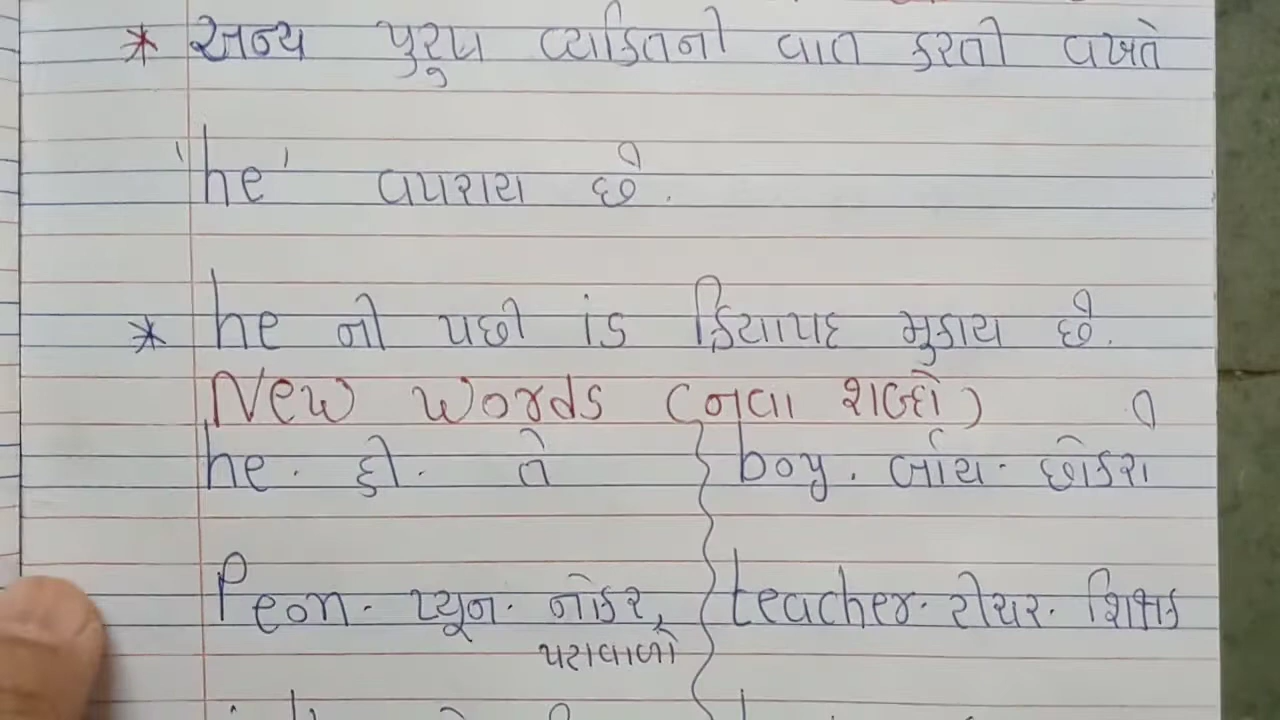 * અન્ય પુરુષ વ્યક્તિની વાત કરતી વખતે
'he' વપરાય છે.
* he ની પછી is ક્રિયાપદ મુકાય છે.
New words (નવા શબ્દો)
he. હી. તે
boy. બોય. છોકરો
Peon. પ્યૂન. નોકર,
પટાવાળો
teacher. ટીચર. શિક્ષક